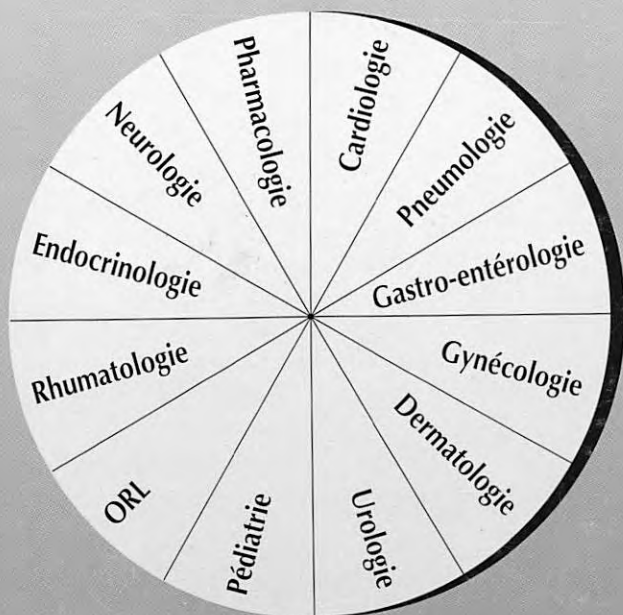 Cardiologie
Pneumologie
Gastro-entérologie
Gynécologie
Dermatologie
Urologie
Pédiatrie
ORL
Rhumatologie
Endocrinologie
Neurologie
Pharmacologie